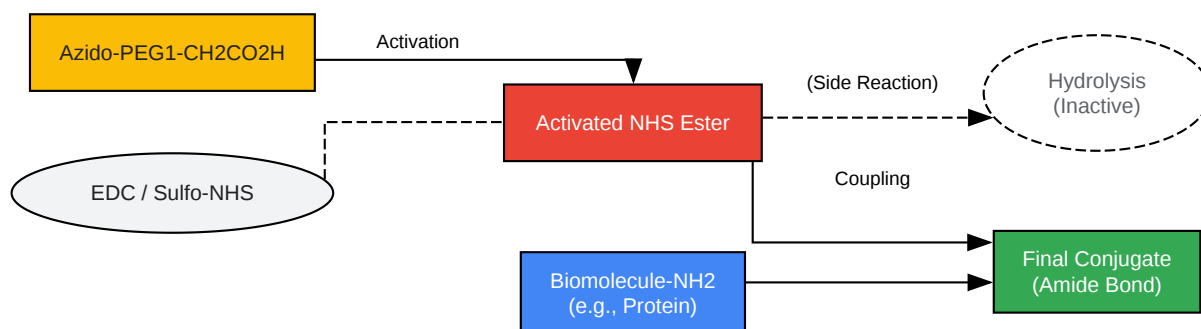 Azido-PEG1-CH2CO2H
Activation
Activated NHS Ester
(Side Reaction)
Hydrolysis
(Inactive)
EDC / Sulfo-NHS
Coupling
Biomolecule-NH2
(e.g., Protein)
Final Conjugate
(Amide Bond)